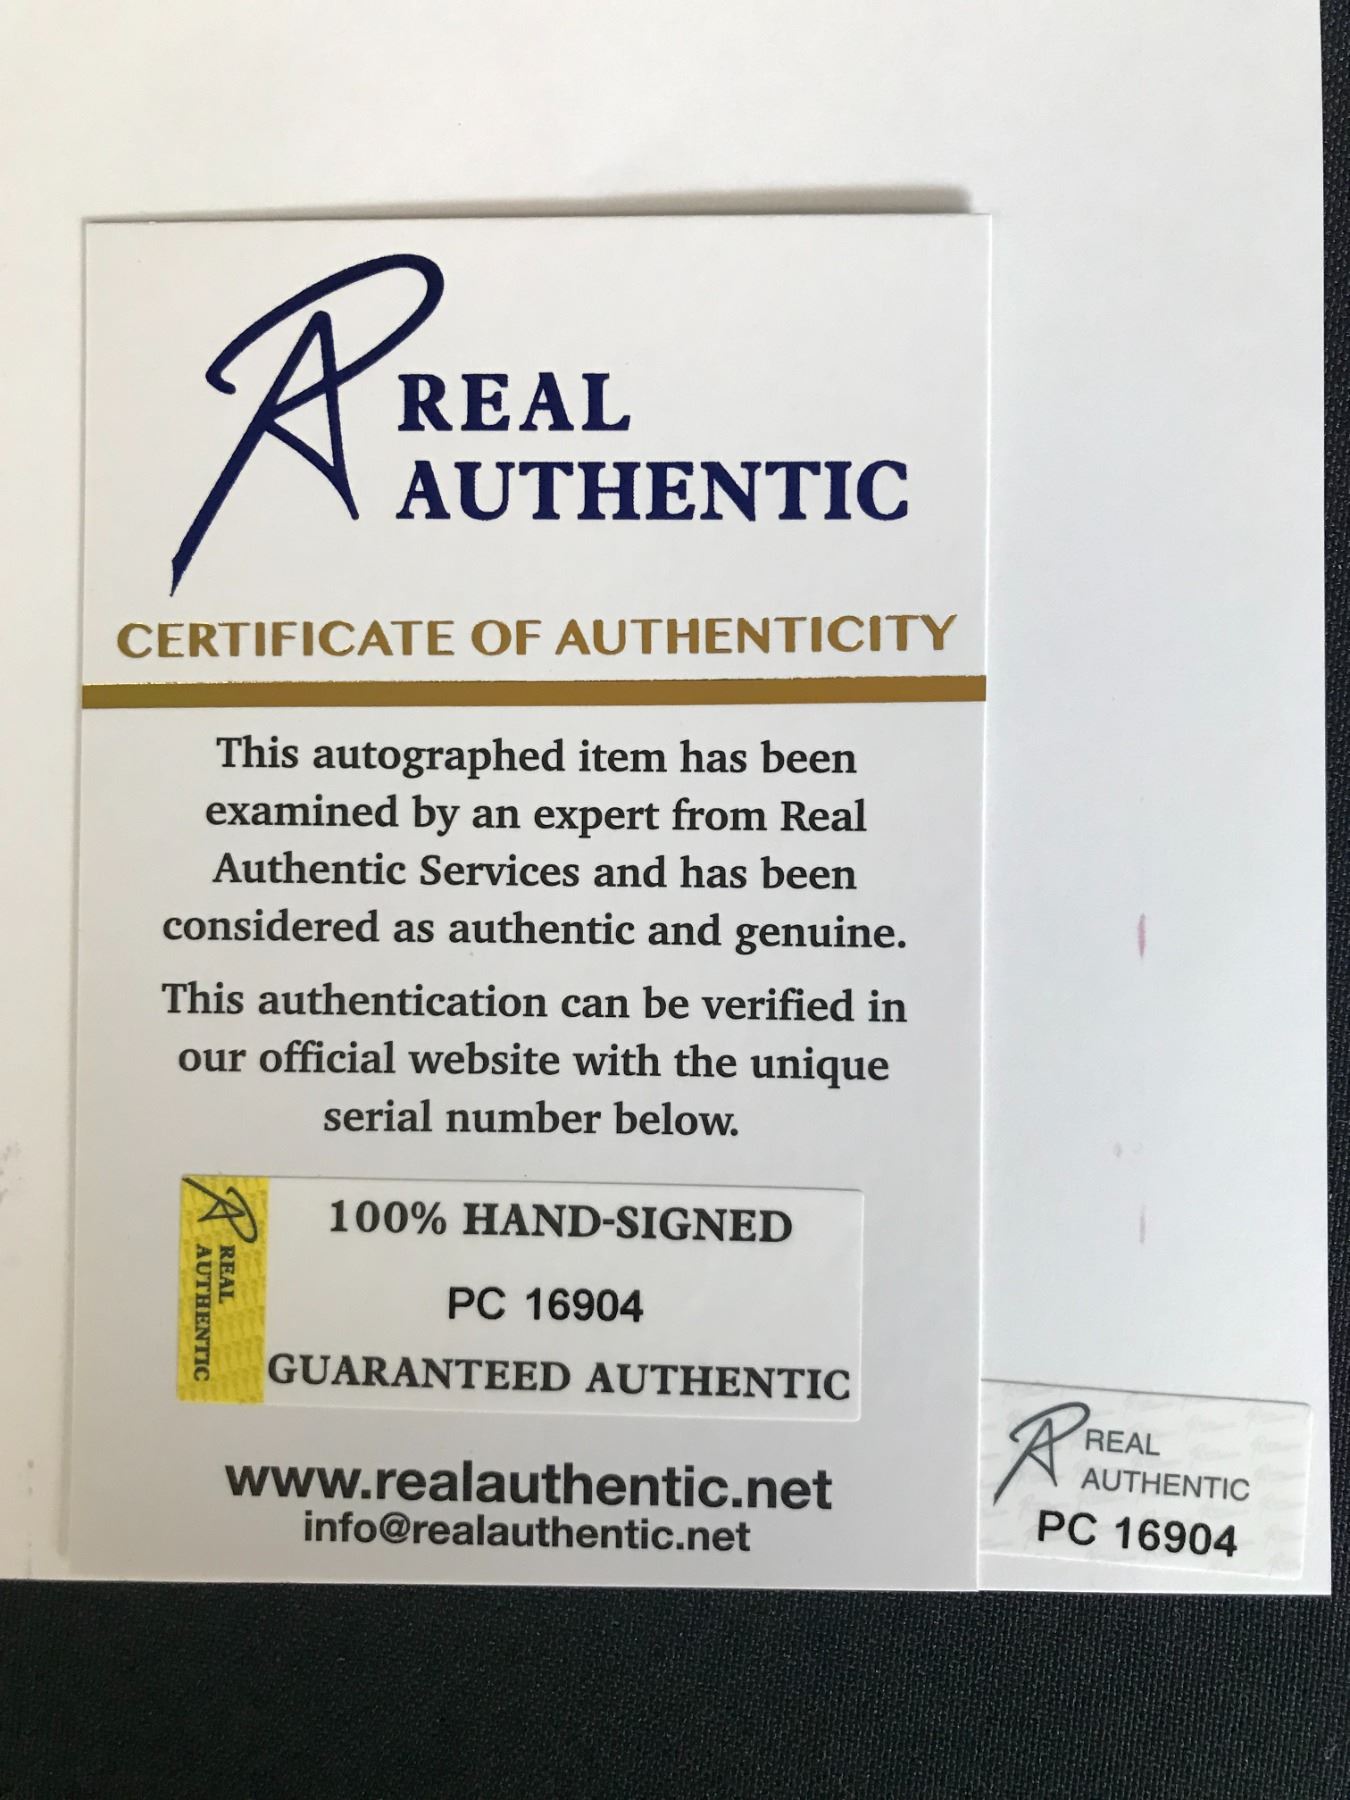 REAL
AUTHENTIC
CERTIFICATE OF AUTHENTICITY
This autographed item has been
examined by an expert from Real
Authentic Services and has been
considered as authentic and genuine.
This authentication can be verified in
our official website with the unique
serial number below.
REAL
AUTHENTIC
100% HAND-SIGNED
PC 16904
GUARANTEED AUTHENTIC
www.realauthentic.net
info@realauthentic.net
REAL
AUTHENTIC
PC 16904